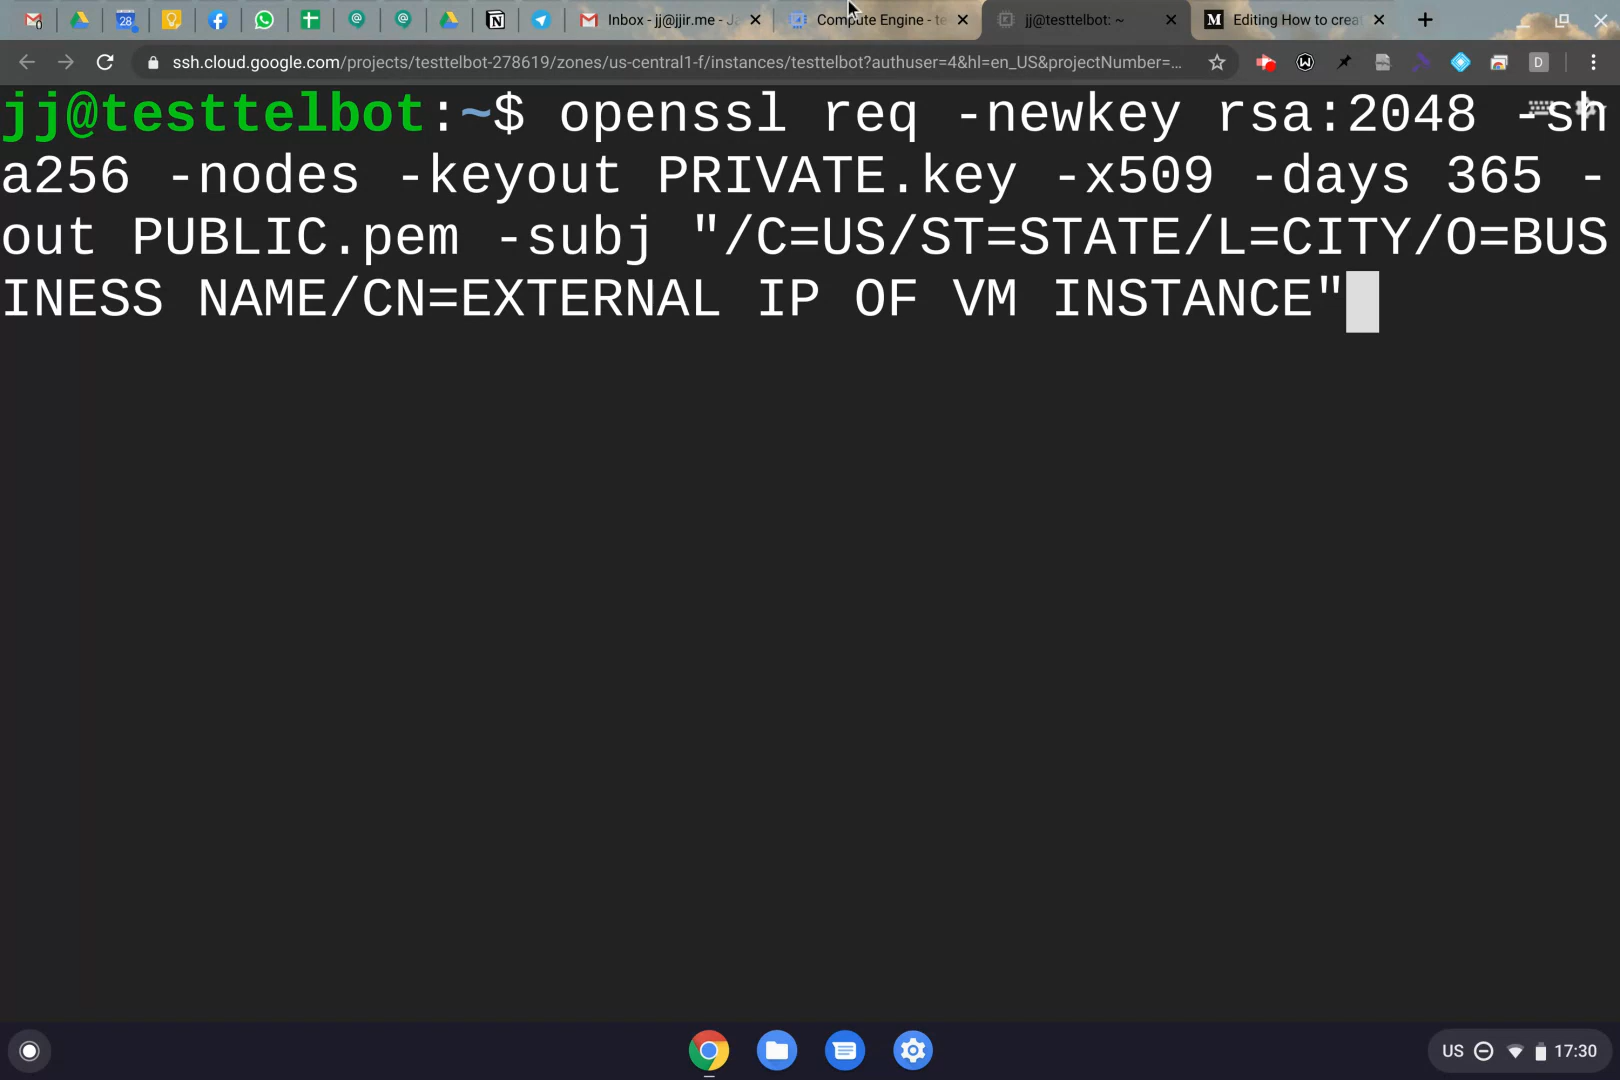 28
Inbox - jj@jjir.me - Ja
Compute Engine - te
jj@testtelbot: ~
M Editing How to creat
ssh.cloud.google.com/projects/testtelbot-278619/zones/us-central1-f/instances/testtelbot?authuser=4&hl=en_US&projectNumber=...
D
jj@testtelbot:~$ openssl req -newkey rsa:2048 -sh
a256 -nodes -keyout PRIVATE.key -x509 -days 365 -
out PUBLIC.pem -subj "/C=US/ST=STATE/L=CITY/O=BUS
INESS NAME/CN=EXTERNAL IP OF VM INSTANCE"
US 17:30